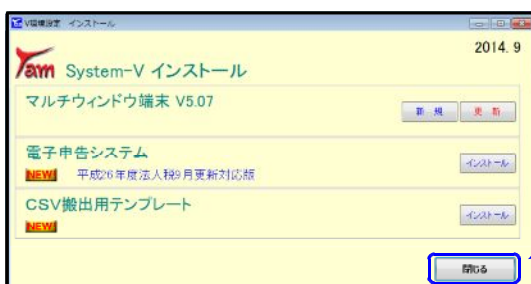 V環境設定 インストール
2014. 9
Tam System-V インストール
マルチウィンドウ端末 V5.07
新 規
更 新
電子申告システム
NEW! 平成26年度法人税9月更新対応版
インストール
CSV搬出用テンプレート
NEW!
インストール
閉じる